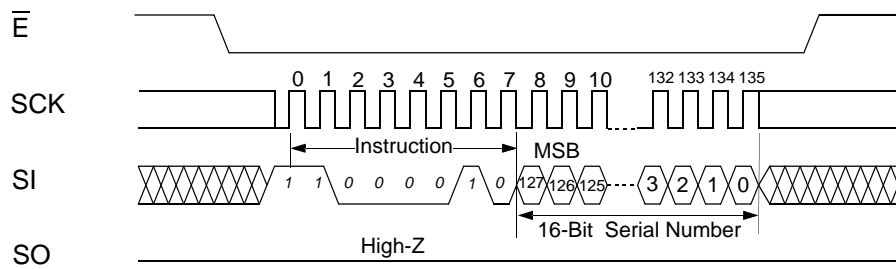 E
0 1 2 3 4 5 6 7 8 9 10 132 133 134 135
SCK
Instruction MSB
SI 1 1 0 0 0 0 1 0 127 126 125 3 2 1 0
16-Bit Serial Number
High-Z
SO